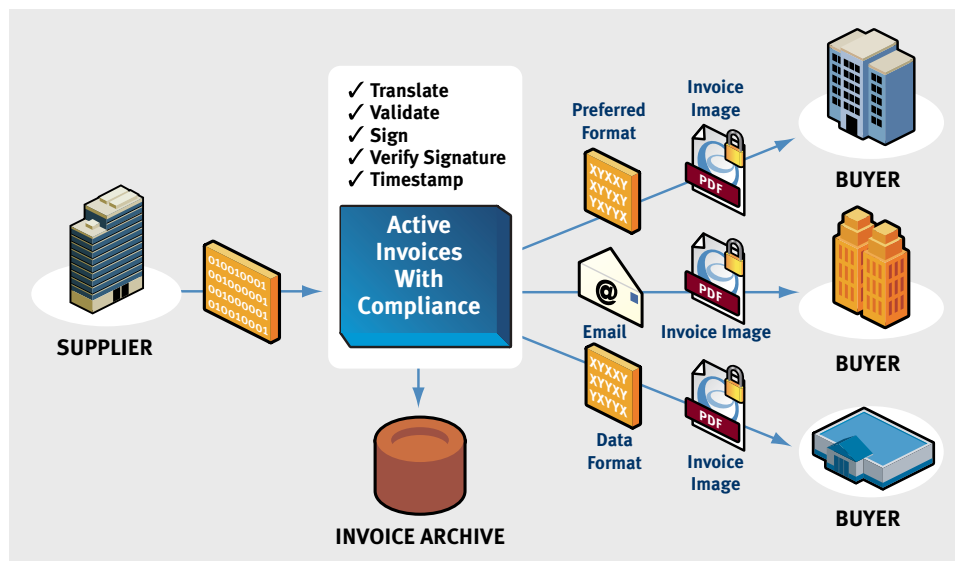 ✓ Translate
✓ Validate
✓ Sign
✓ Verify Signature
✓ Timestamp
Active
Invoices
With
Compliance
SUPPLIER
010010001
001000001
001000001
010010001
INVOICE ARCHIVE
Preferred
Format
XYXXY
XYYXY
YXYYX
Invoice
Image
PDF
BUYER
@
Email
PDF
Invoice Image
BUYER
XYXXY
XYYXY
YXYYX
Data
Format
PDF
Invoice
Image
BUYER